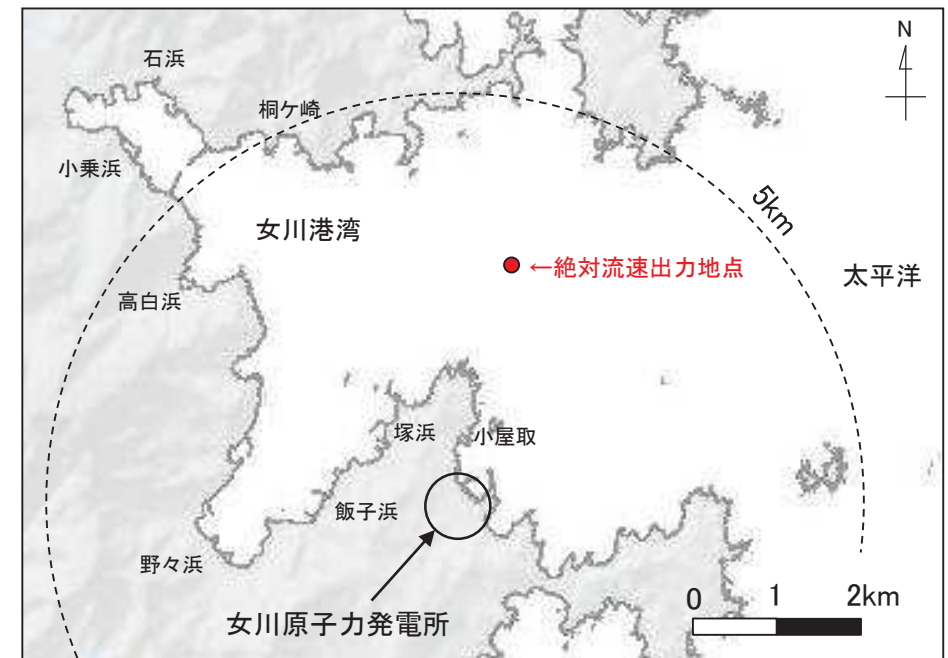 石浜
N
桐ケ崎
小乗浜
5km
女川港湾
←絶対流速出力地点
太平洋
高白浜
塚浜
小屋取
飯子浜
野々浜
0 1 2km
女川原子力発電所